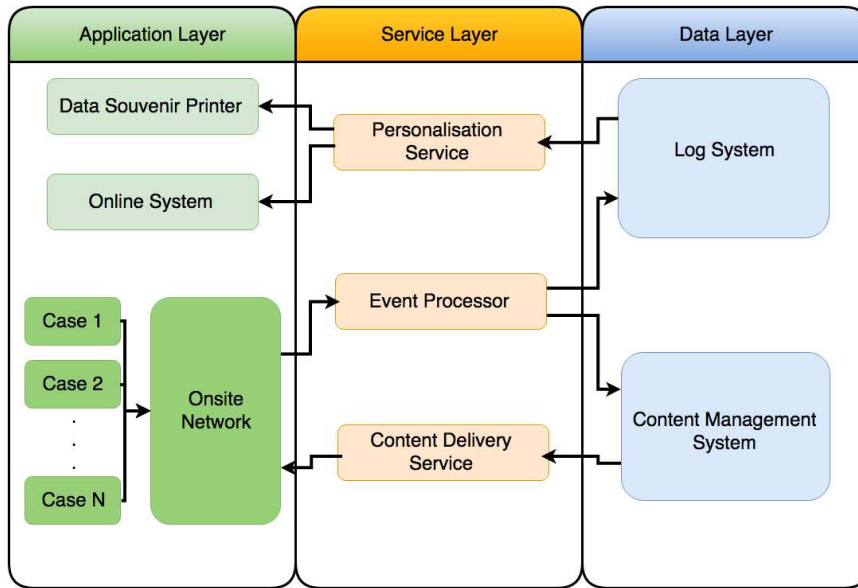 Application Layer
Service Layer
Data Layer
Data Souvenir Printer
Personalisation
Service
Log System
Online System
Event Processor
Case 1
Case 2
.
.
.
Case N
Onsite
Network
Content Delivery
Service
Content Management
System